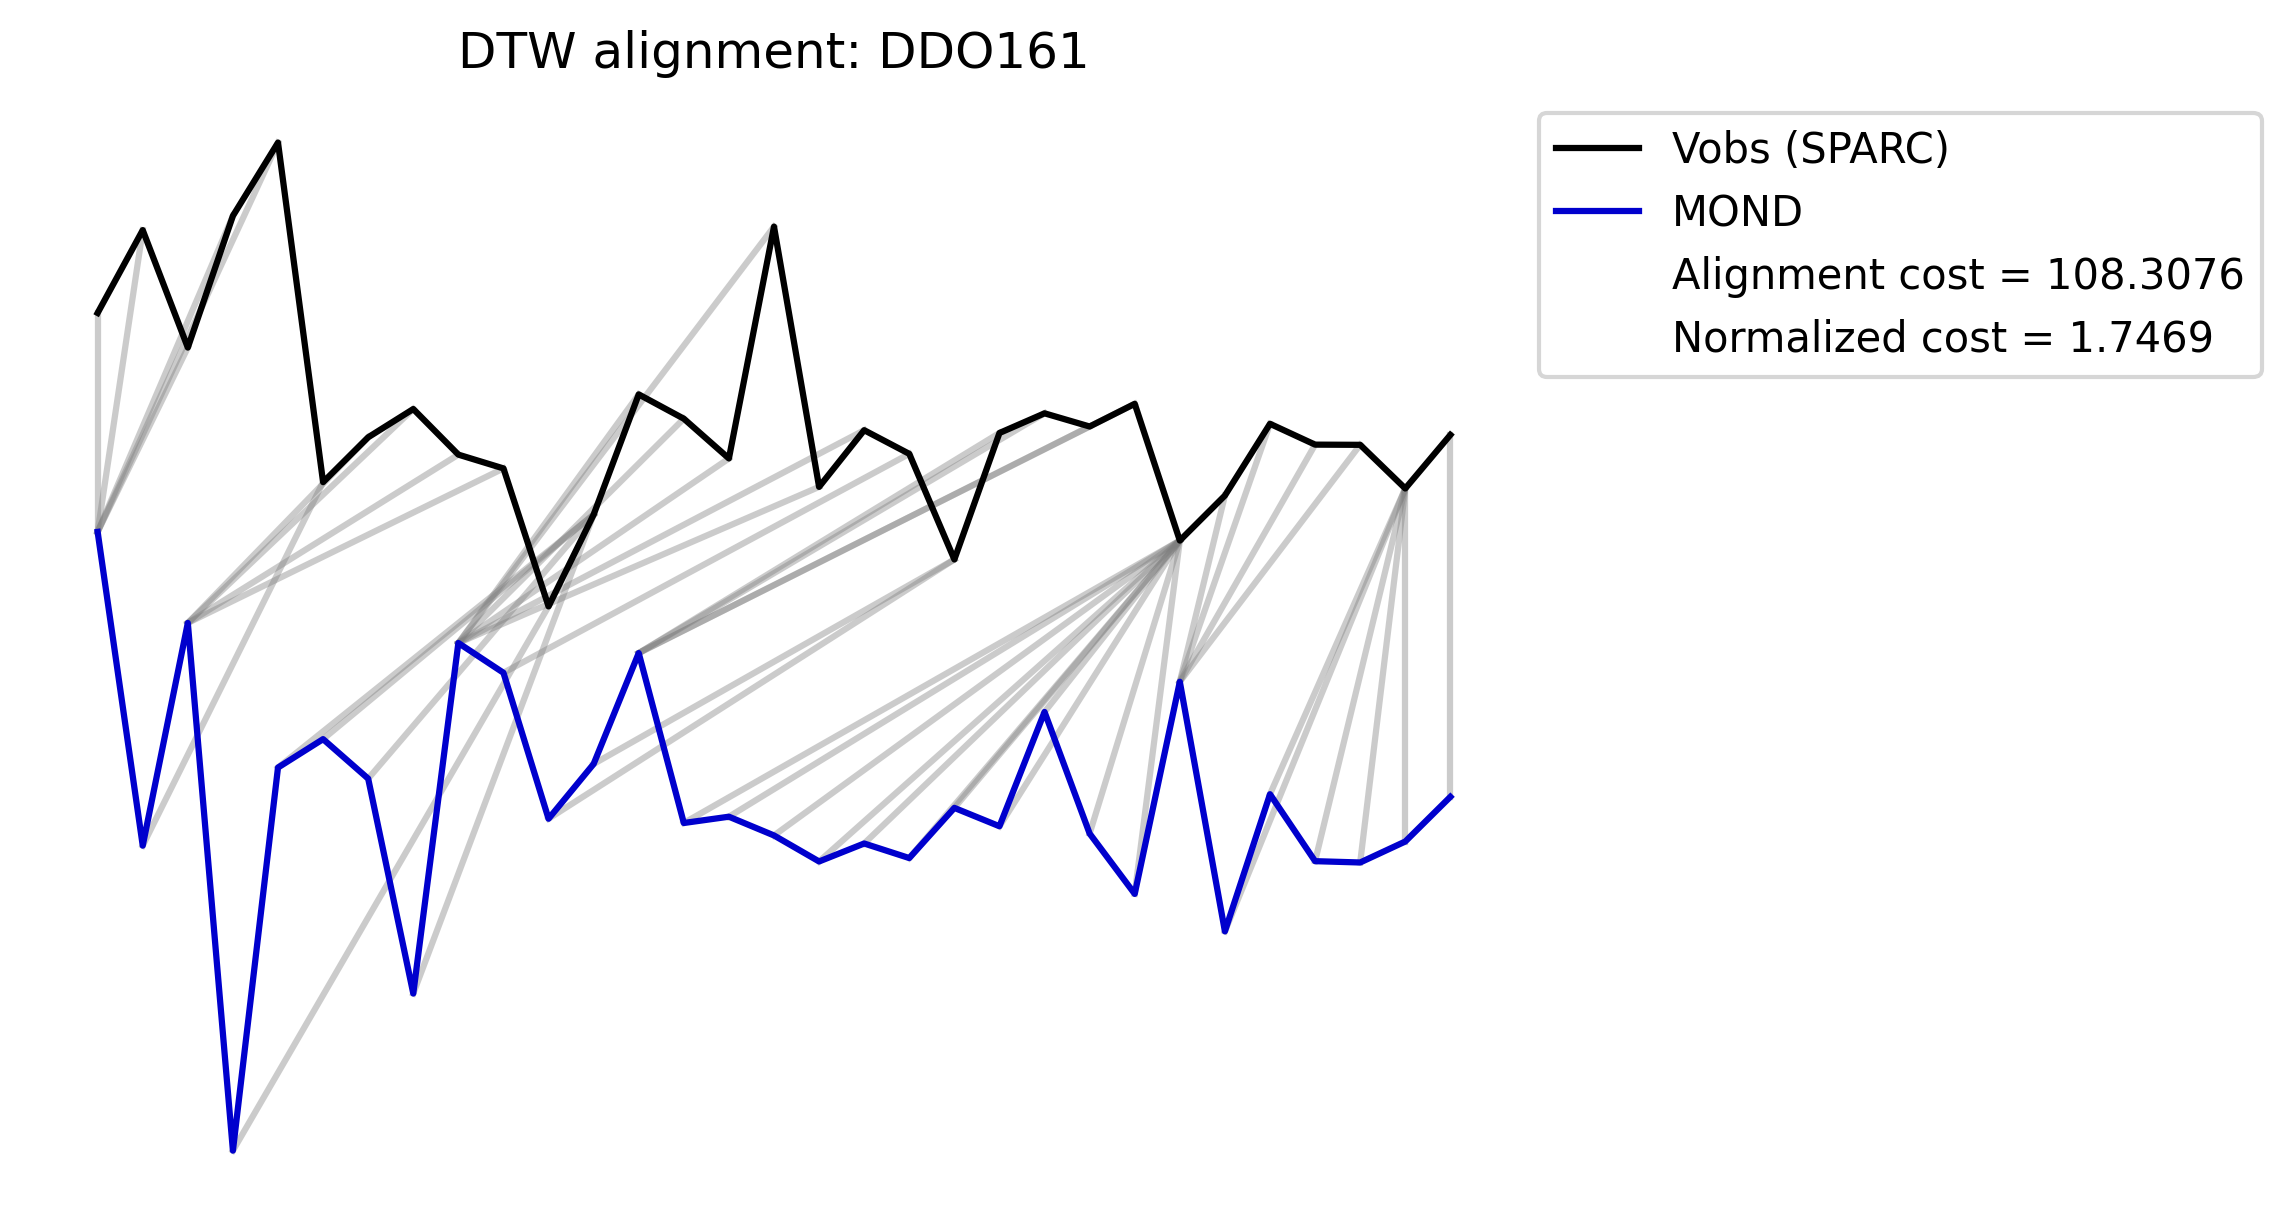 DTW alignment: DDO161
Vobs (SPARC)
MOND
Alignment cost = 108.3076
Normalized cost = 1.7469